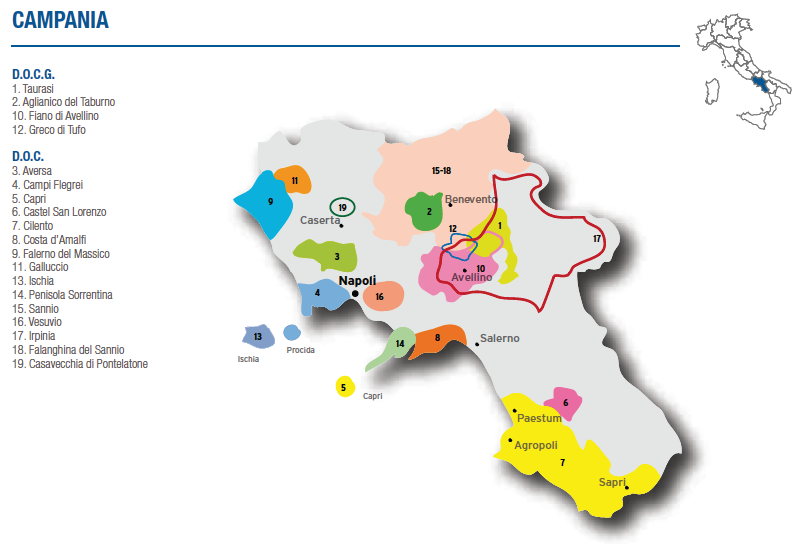 CAMPANIA
D.O.C.G.
1. Taurasi
2. Aglianico del Taburno
10. Fiano di Avellino
12. Greco di Tufo
D.O.C.
3. Aversa
4. Campi Flegrei
5. Capri
6. Castel San Lorenzo
7. Cilento
8. Costa d'Amalfi
9. Falerno del Massico
11. Galluccio
13. Ischia
14. Penisola Sorrentina
15. Sannio
16. Vesuvio
17. Irpinia
18. Falanghina del Sannio
19. Casavecchia di Pontelatone
15-18
11
9
19
2
Benevento
Caserta
12
1
17
3
10
Avellino
Napoli
4
16
13
Ischia
Procida
14
8
Salerno
5
Capri
6
Paestum
Agropoli
7
Sapri